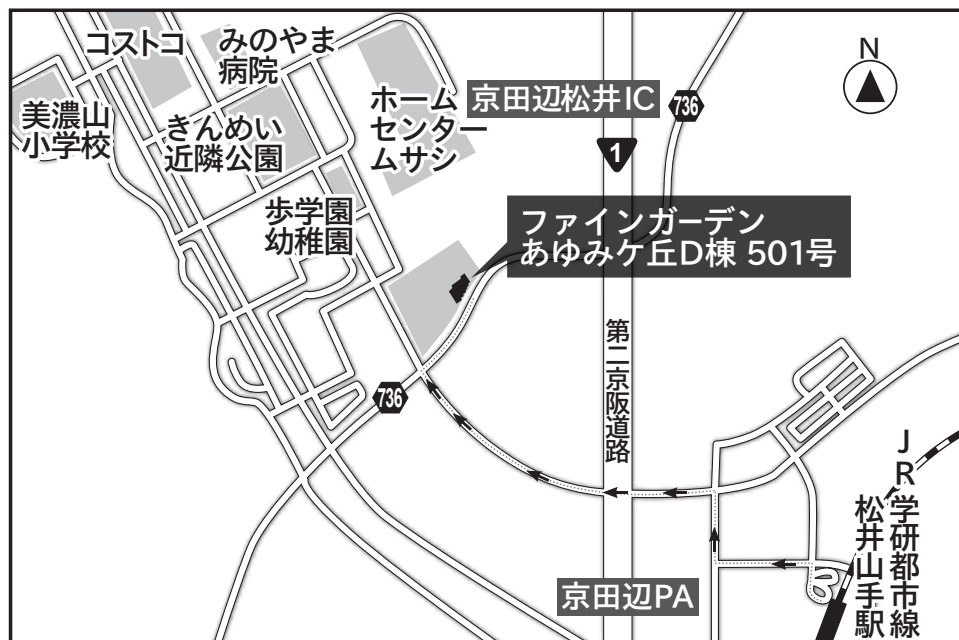 コストコ
みのやま
病院
美濃山
小学校
きんめい
近隣公園
ホーム
センター
ムサシ
京田辺松井IC
736
N
1
歩学園
幼稚園
ファインガーデン
あゆみケ丘D棟 501号
第二京阪道路
736
JR学研都市線
松井山手駅
京田辺PA